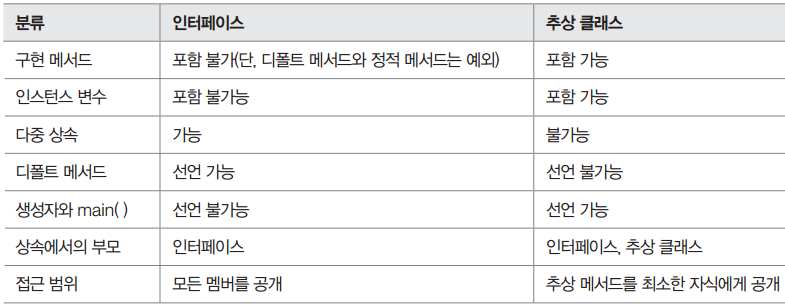 분류 인터페이스 추상 클래스
구현 메서드 포함 불가(단, 디폴트 메서드와 정적 메서드는 예외) 포함 가능
인스턴스 변수 포함 불가능 포함 가능
다중 상속 가능 불가능
디폴트 메서드 선언 가능 선언 불가능
생성자와 main( ) 선언 불가능 선언 가능
상속에서의 부모 인터페이스 인터페이스, 추상 클래스
접근 범위 모든 멤버를 공개 추상 메서드를 최소한 자식에게 공개